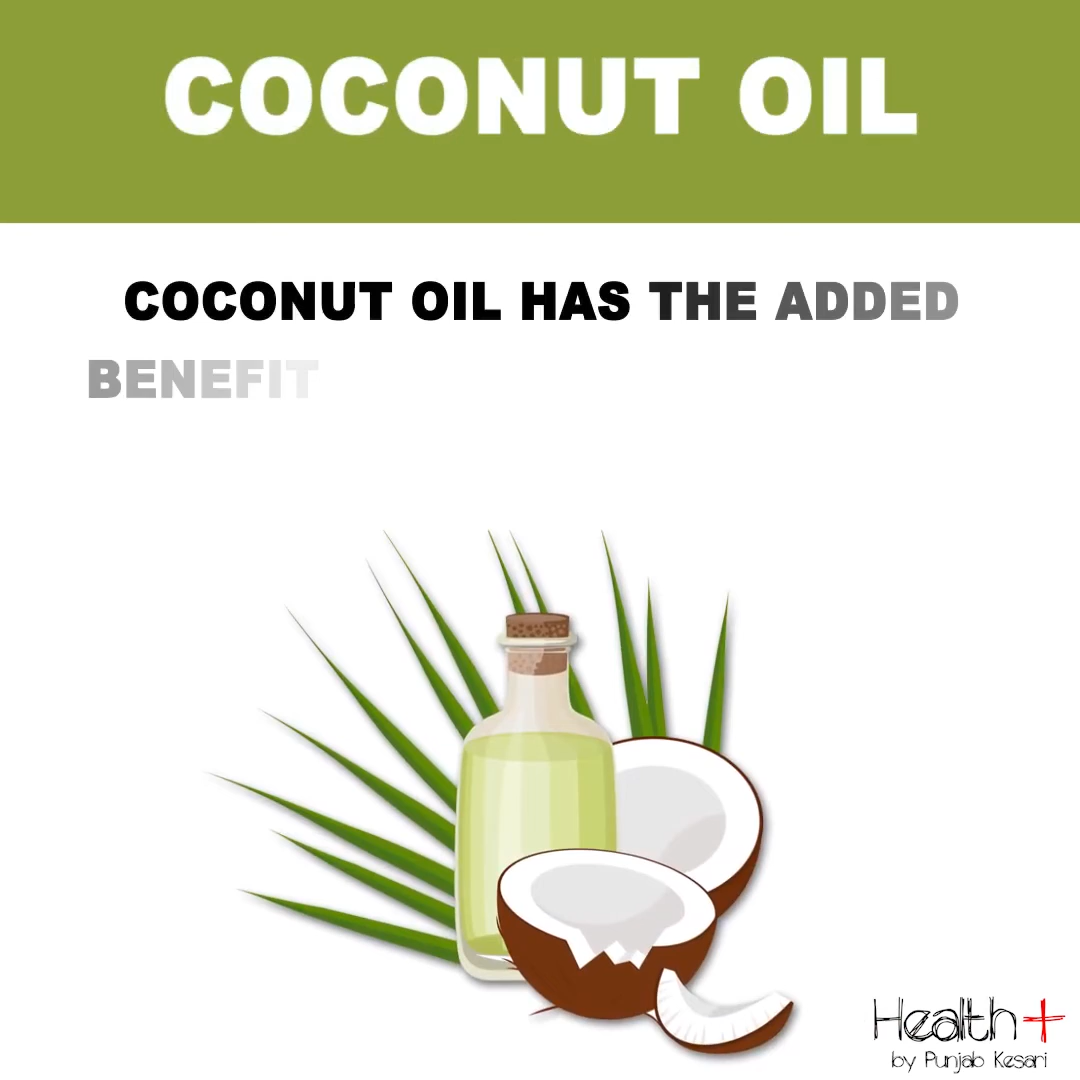 COCONUT OIL
COCONUT OIL HAS THE ADDED
BENEFIT
Health+
by Punjab Kesari